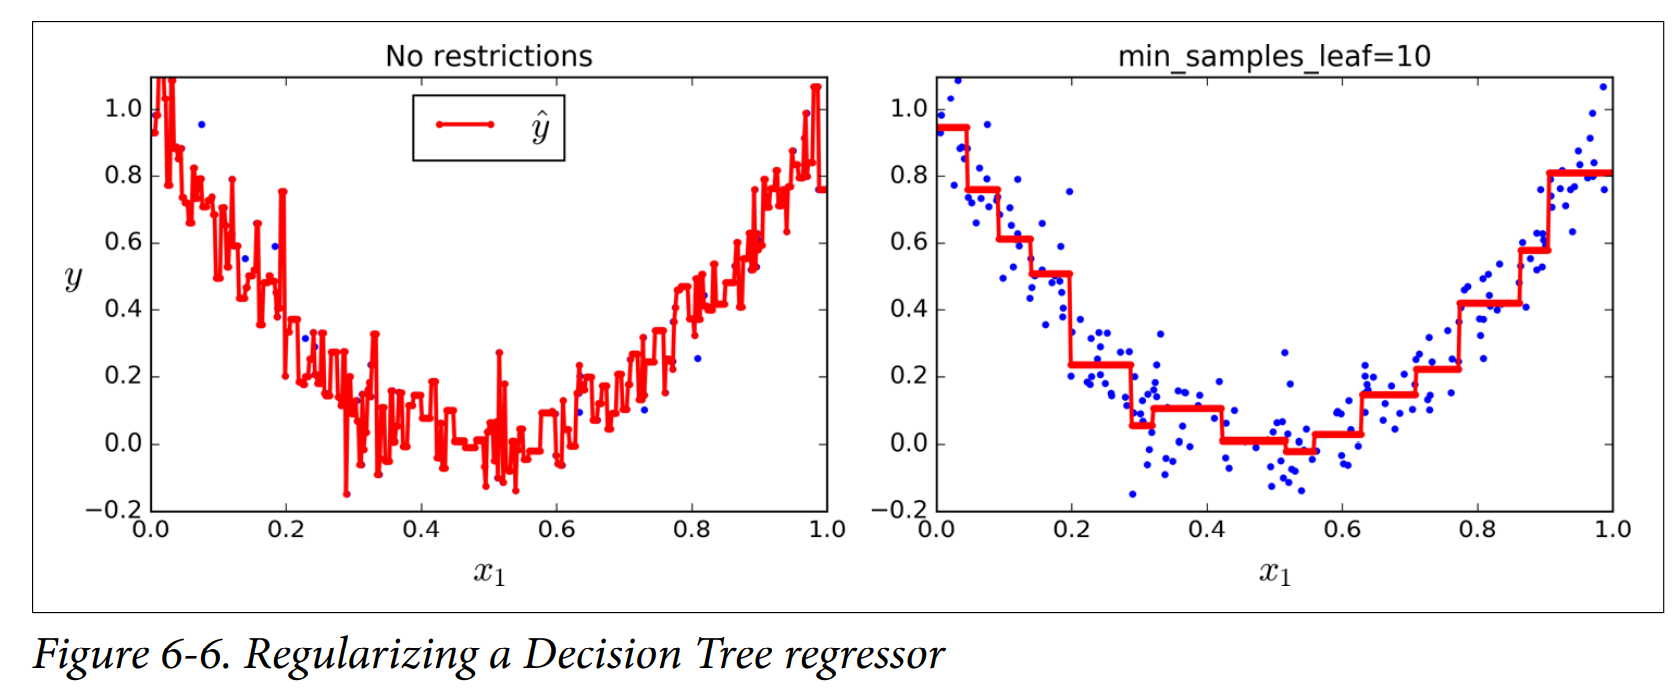 No restrictions
min_samples_leaf=10
ŷ
1.0
0.8
0.6
0.4
0.2
0.0
−0.2
y
0.0 0.2 0.4 0.6 0.8 1.0
x₁
1.0
0.8
0.6
0.4
0.2
0.0
−0.2
0.0 0.2 0.4 0.6 0.8 1.0
x₁
Figure 6-6. Regularizing a Decision Tree regressor